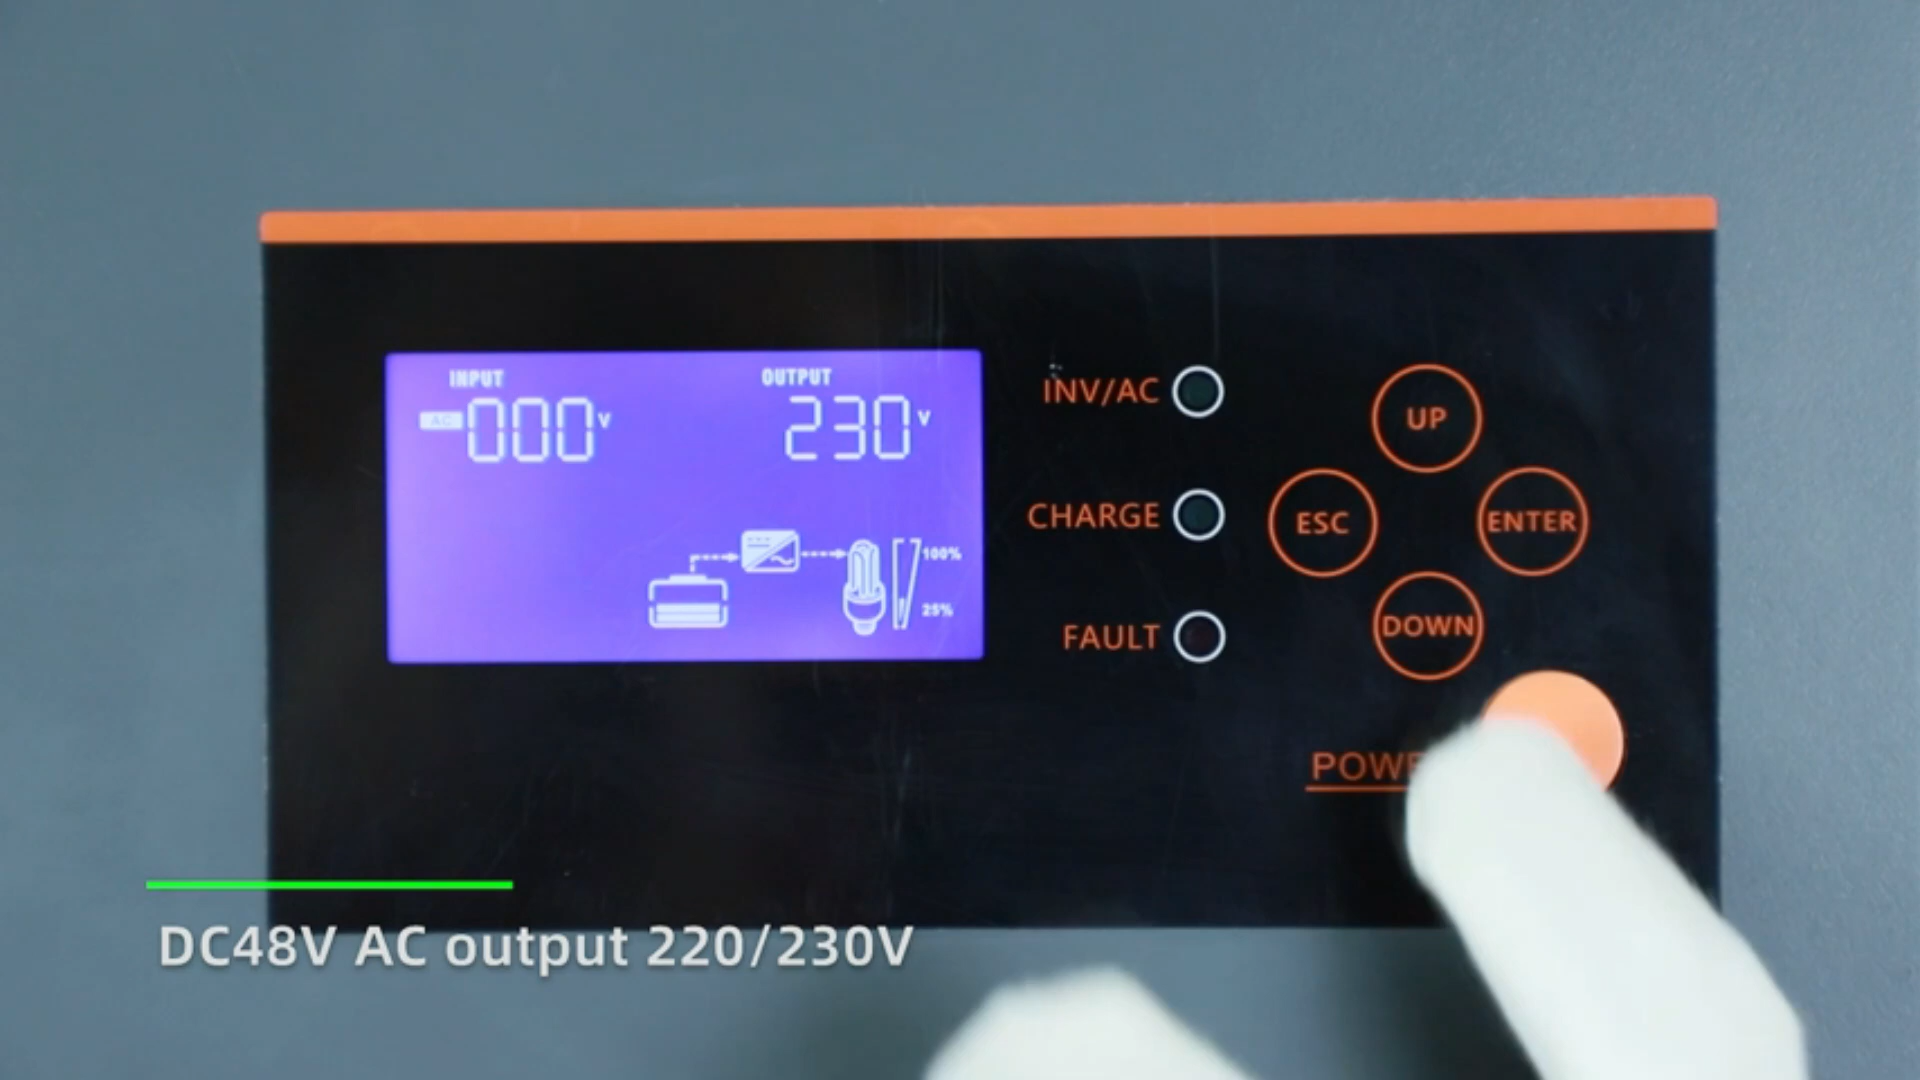 INPUT
OUTPUT
AC 000 V
230 V
100%
25%
INV/AC
CHARGE
FAULT
UP
ESC
ENTER
DOWN
DC48V AC output 220/230V